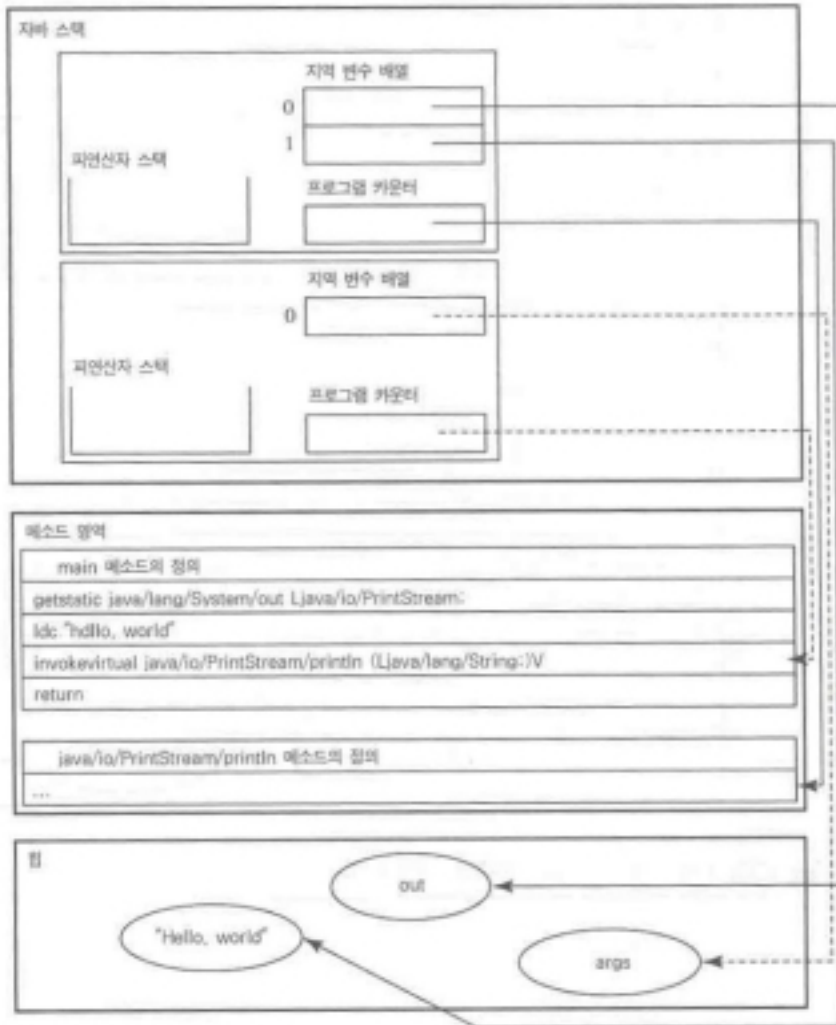 자바 스택
지역 변수 배열
0
1
피연산자 스택
프로그램 카운터
지역 변수 배열
0
피연산자 스택
프로그램 카운터
메소드 영역
main 메소드의 정의
getstatic java/lang/System/out Ljava/io/PrintStream;
ldc "hdllo, world"
invokevirtual java/io/PrintStream/println (Ljava/lang/String;)V
return
java/io/PrintStream/println 메소드의 정의
...
힙
out
"Hello, world"
args